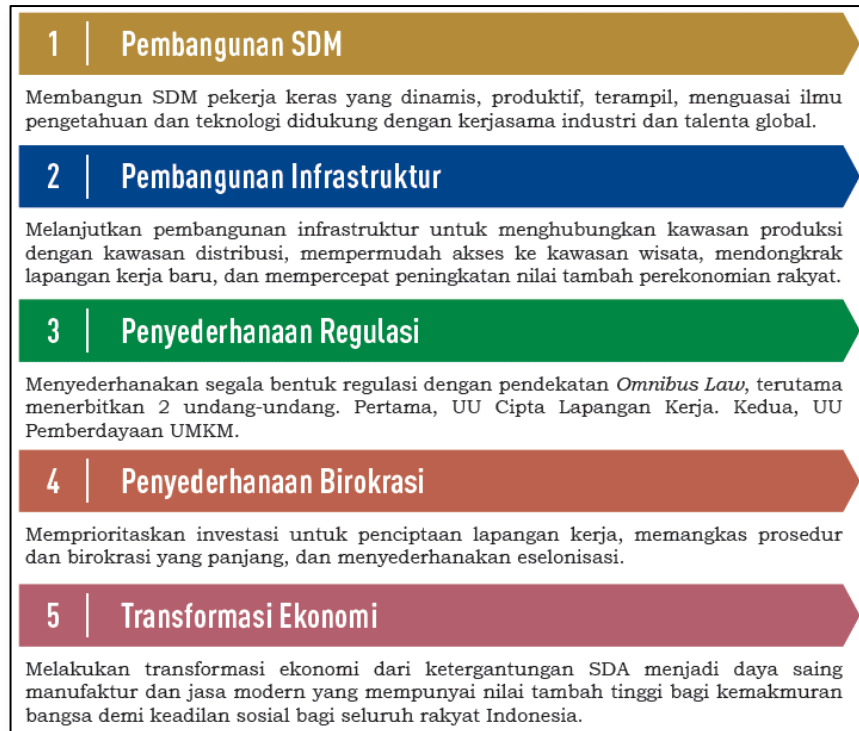 1 | Pembangunan SDM
Membangun SDM pekerja keras yang dinamis, produktif, terampil, menguasai ilmu
pengetahuan dan teknologi didukung dengan kerjasama industri dan talenta global.
2 | Pembangunan Infrastruktur
Melanjutkan pembangunan infrastruktur untuk menghubungkan kawasan produksi
dengan kawasan distribusi, mempermudah akses ke kawasan wisata, mendongkrak
lapangan kerja baru, dan mempercepat peningkatan nilai tambah perekonomian rakyat.
3 | Penyederhanaan Regulasi
Menyederhanakan segala bentuk regulasi dengan pendekatan Omnibus Law, terutama
menerbitkan 2 undang-undang. Pertama, UU Cipta Lapangan Kerja. Kedua, UU
Pemberdayaan UMKM.
4 | Penyederhanaan Birokrasi
Memprioritaskan investasi untuk penciptaan lapangan kerja, memangkas prosedur
dan birokrasi yang panjang, dan menyederhanakan eselonisasi.
5 | Transformasi Ekonomi
Melakukan transformasi ekonomi dari ketergantungan SDA menjadi daya saing
manufaktur dan jasa modern yang mempunyai nilai tambah tinggi bagi kemakmuran
bangsa demi keadilan sosial bagi seluruh rakyat Indonesia.